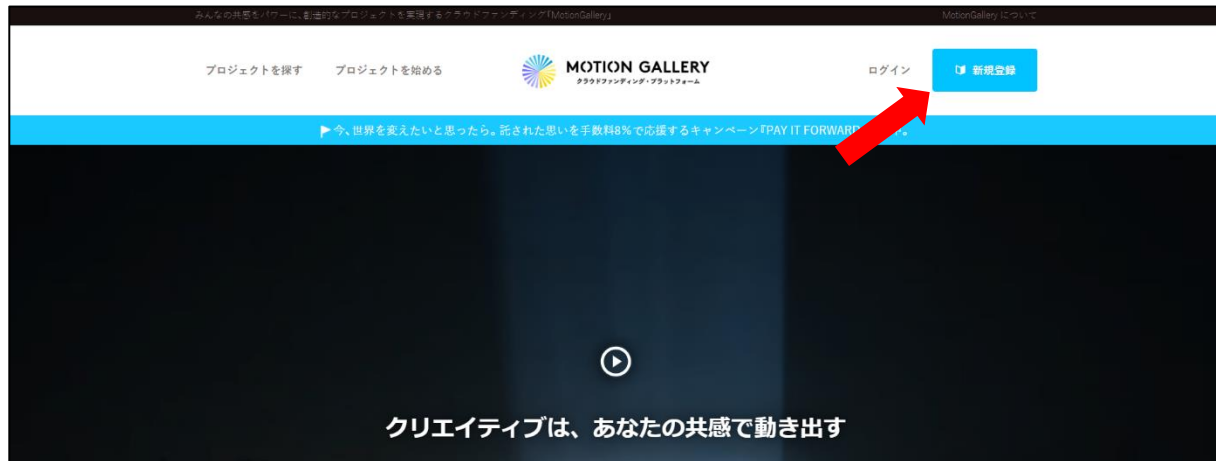 みんなの共感をパワーに、創造的なプロジェクトを実現するクラウドファンディング『MotionGallery』
MotionGallery について
プロジェクトを探す
プロジェクトを始める
MOTION GALLERY
クラウドファンディング・プラットフォーム
ログイン
新規登録
今、世界を変えたいと思ったら。託された思いを手数料8%で応援するキャンペーン『PAY IT FORWARD
クリエイティブは、あなたの共感で動き出す